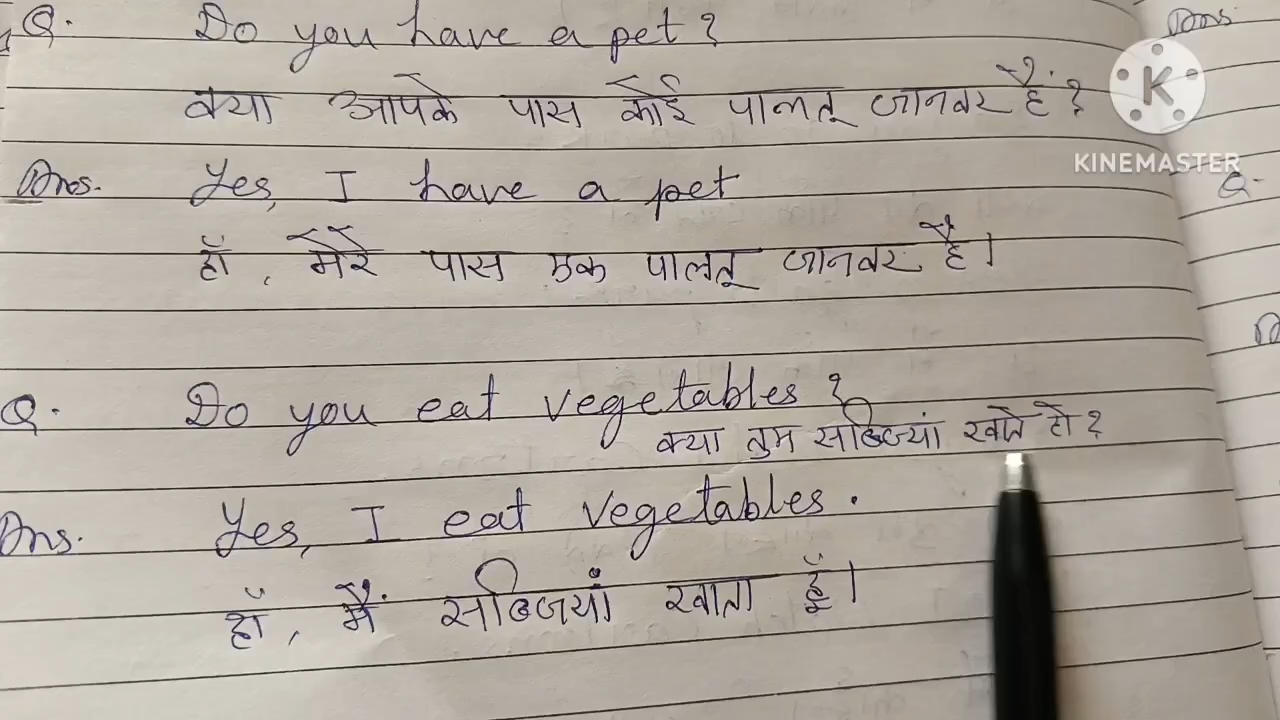 Q. Do you have a pet?
क्या आपके पास कोई पालतू जानवर हैं?
Ans. Yes, I have a pet
हाँ, मेरे पास एक पालतू जानवर है।
Q. Do you eat vegetables?
क्या तुम सब्जियां खाते हो?
Ans. Yes, I eat vegetables.
हाँ, मैं सब्जियां खाता हूँ।
Ans.
Q.
K
KINEMASTER